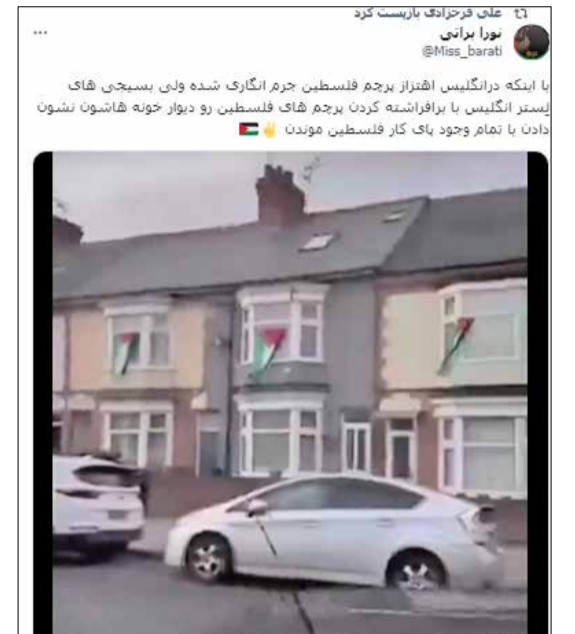 علی فرحزادی بازپست کرد
نورا براتی
@Miss_barati
با اینکه درانگلیس اهتزاز پرچم فلسطین جرم انگاری شده ولی بسیجی های
لستر انگلیس با برافراشته کردن پرچم های فلسطین رو دیوار خونه هاشون نشون
دادن با تمام وجود پای کار فلسطین موندن ✌️🇵🇸